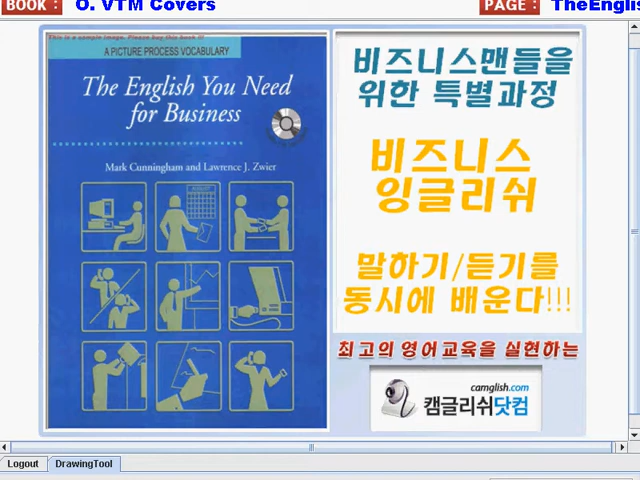 BOOK : O. VTM Covers PAGE : TheEnglis
This is a sample image. Please buy this book !!
A PICTURE PROCESS VOCABULARY
The English You Need
for Business
Mark Cunningham and Lawrence J. Zwier
AUGUST
비즈니스맨들을
위한 특별과정
비즈니스
잉글리쉬
말하기/듣기를
동시에 배운다!!!
최고의 영어교육을 실현하는
camglish.com
캠글리쉬닷컴
Logout DrawingTool